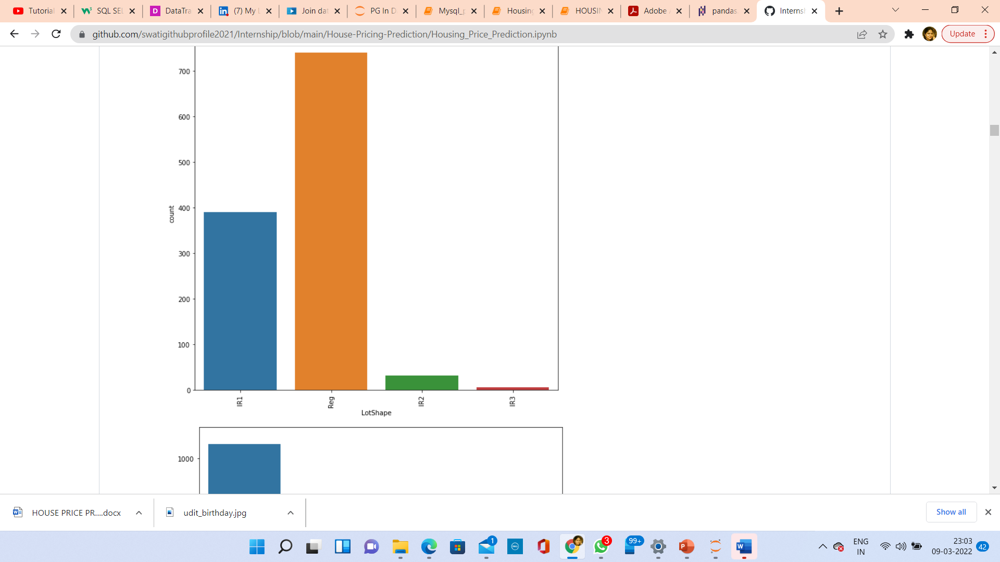 Tutorial
SQL SEL
DataTra
(7) My L
Join dat
PG In D
Mysql_p
Housing
HOUSIN
Adobe A
pandas.
Internsh
github.com/swatigithubprofile2021/Internship/blob/main/House-Pricing-Prediction/Housing_Price_Prediction.ipynb
Update
700
600
500
400
300
200
100
0
count
IR1
Reg
IR2
IR3
LotShape
1000
HOUSE PRICE PR....docx
udit_birthday.jpg
Show all
1
3
99+
ENG
IN
23:03
09-03-2022
42